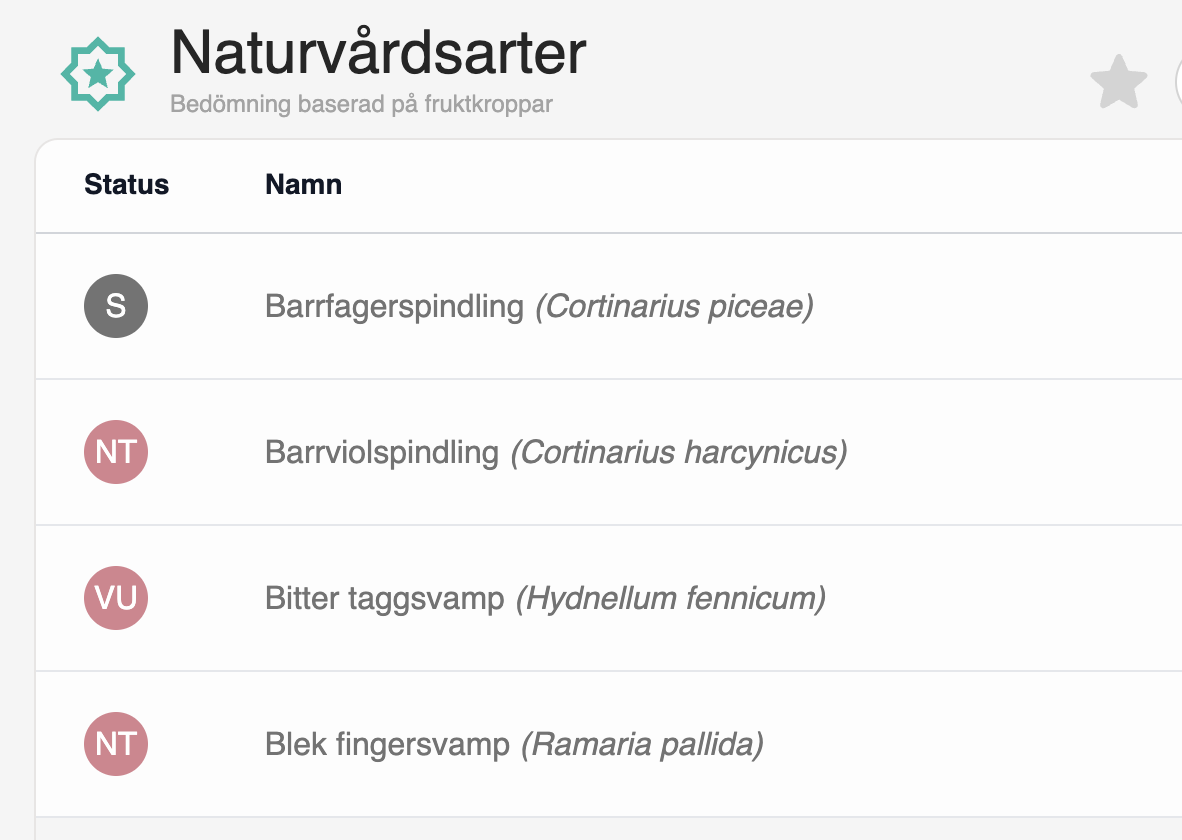 Naturvårdsarter
Bedömning baserad på fruktkroppar
Status Namn
S Barrfagerspindling (Cortinarius piceae)
NT Barrviolspindling (Cortinarius harcynicus)
VU Bitter taggsvamp (Hydnellum fennicum)
NT Blek fingersvamp (Ramaria pallida)